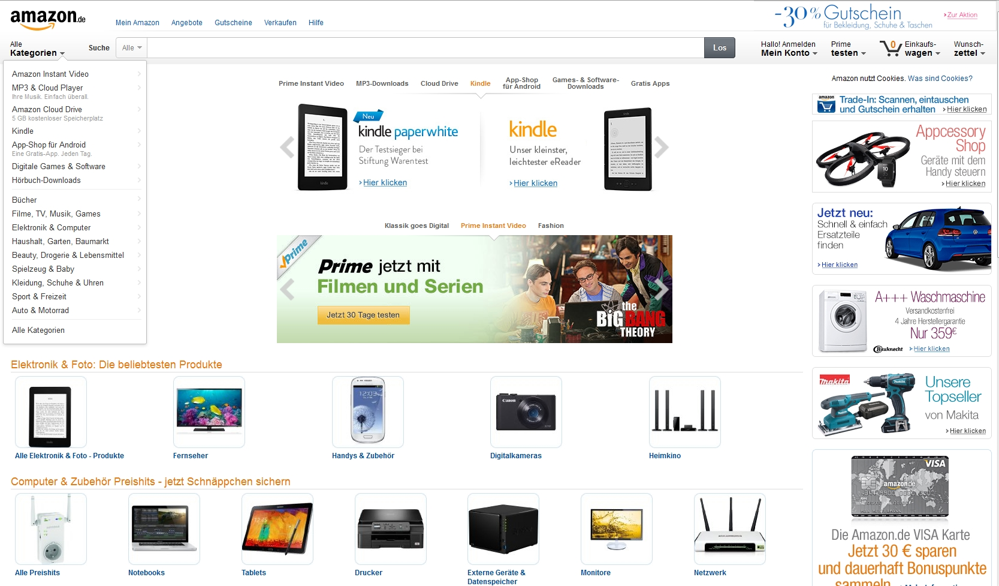 amazon.de
Mein Amazon Angebote Gutscheine Verkaufen Hilfe
-30% Gutschein
für Bekleidung, Schuhe & Taschen
Zur Aktion
Alle
Kategorien
Suche
Alle
Los
Hallo! Anmelden
Mein Konto
Prime
testen
0
Einkaufs-
wagen
Wunsch-
zettel
Amazon Instant Video
MP3 & Cloud Player
Ihre Musik. Einfach überall.
Amazon Cloud Drive
5 GB kostenloser Speicherplatz
Kindle
App-Shop für Android
Eine Gratis-App. Jeden Tag.
Digitale Games & Software
Hörbuch-Downloads
Bücher
Filme, TV, Musik, Games
Elektronik & Computer
Haushalt, Garten, Baumarkt
Beauty, Drogerie & Lebensmittel
Spielzeug & Baby
Kleidung, Schuhe & Uhren
Sport & Freizeit
Auto & Motorrad
Alle Kategorien
Prime Instant Video
MP3-Downloads
Cloud Drive
Kindle
App-Shop
für Android
Games- & Software-
Downloads
Gratis Apps
Neu
kindle paperwhite
Der Testsieger bei
Stiftung Warentest
Hier klicken
kindle
kindle
Unser kleinster,
leichtester eReader
Hier klicken
Klassik goes Digital
Prime Instant Video
Fashion
Prime
Prime jetzt mit
Filmen und Serien
Jetzt 30 Tage testen
the
BIG BANG
THEORY
Amazon nutzt Cookies. Was sind Cookies?
amazon
Trade-In: Scannen, eintauschen
und Gutschein erhalten
Hier klicken
Appcessory
Shop
Geräte mit dem
Handy steuern
Hier klicken
10
Jetzt neu:
Schnell & einfach
Ersatzteile
finden
Hier klicken
A+++ Waschmaschine
Versandkostenfrei
4 Jahre Herstellergarantie
Nur 359€
Bauknecht
Hier klicken
Makita
Unsere
Topseller
von Makita
Hier klicken
VISA
amazon.de
MAX MUSTERMANN
Die Amazon.de VISA Karte
Jetzt 30 € sparen
und dauerhaft Bonuspunkte
sammeln
Elektronik & Foto: Die beliebtesten Produkte
12:03
Canon
Alle Elektronik & Foto - Produkte
Fernseher
Handys & Zubehör
Digitalkameras
Heimkino
Computer & Zubehör Preishits - jetzt Schnäppchen sichern
12:45
Alle Preishits
Notebooks
Tablets
Drucker
Externe Geräte &
Datenspeicher
Monitore
Netzwerk